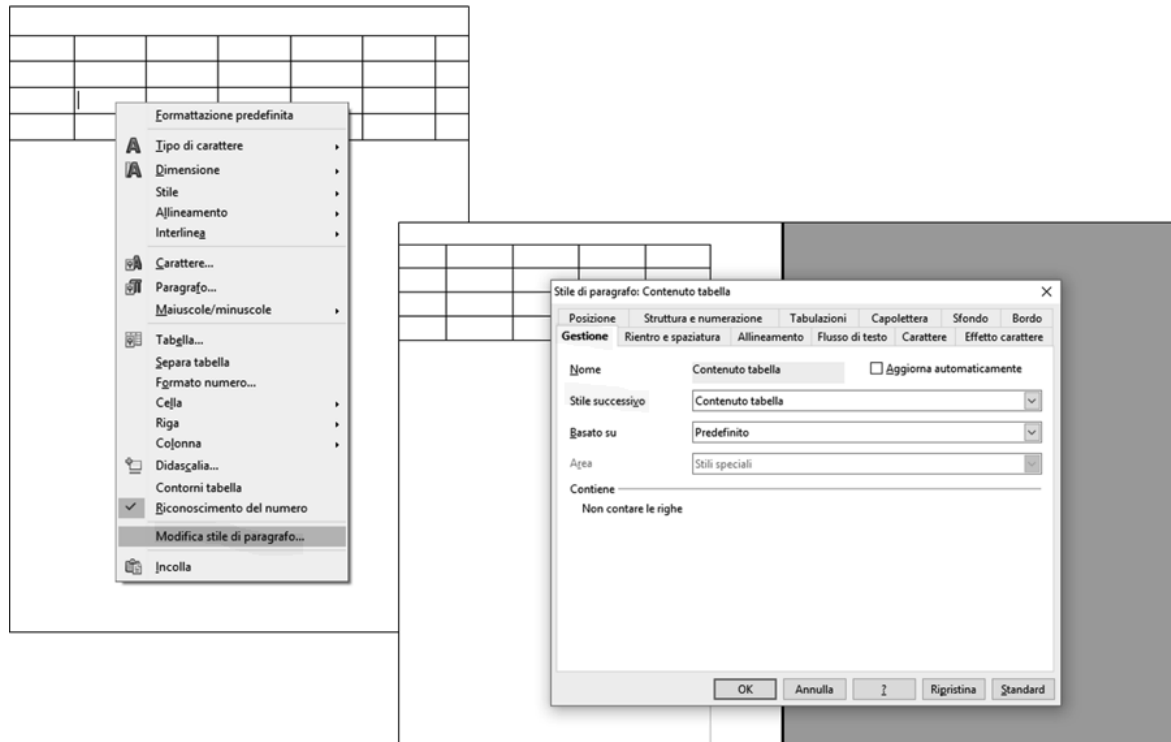 Formattazione predefinita
Tipo di carattere
Dimensione
Stile
Allineamento
Interlinea
Carattere...
Paragrafo...
Maiuscole/minuscole
Tabella...
Separa tabella
Formato numero...
Cella
Riga
Colonna
Didascalia...
Contorni tabella
Riconoscimento del numero
Modifica stile di paragrafo...
Incolla
Stile di paragrafo: Contenuto tabella
Posizione Struttura e numerazione Tabulazioni Capolettera Sfondo Bordo
Gestione Rientro e spaziatura Allineamento Flusso di testo Carattere Effetto carattere
Nome Contenuto tabella Aggiorna automaticamente
Stile successivo Contenuto tabella
Basato su Predefinito
Area Stili speciali
Contiene
Non contare le righe
OK Annulla ? Ripristina Standard